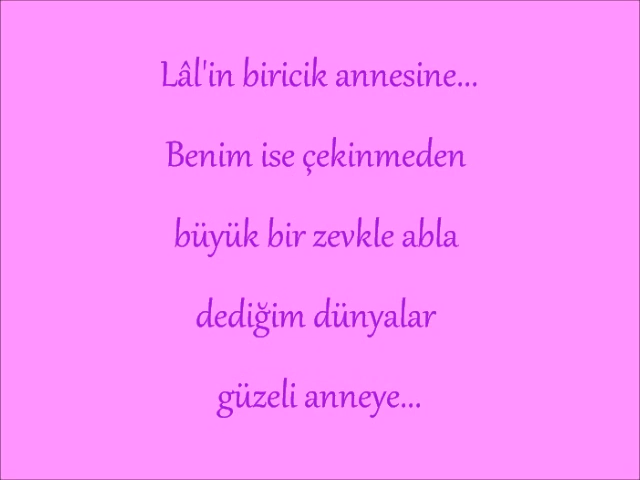 Lâl'in biricik annesine...
Benim ise çekinmeden
büyük bir zevkle abla
dediğim dünyalar
güzeli anneye...